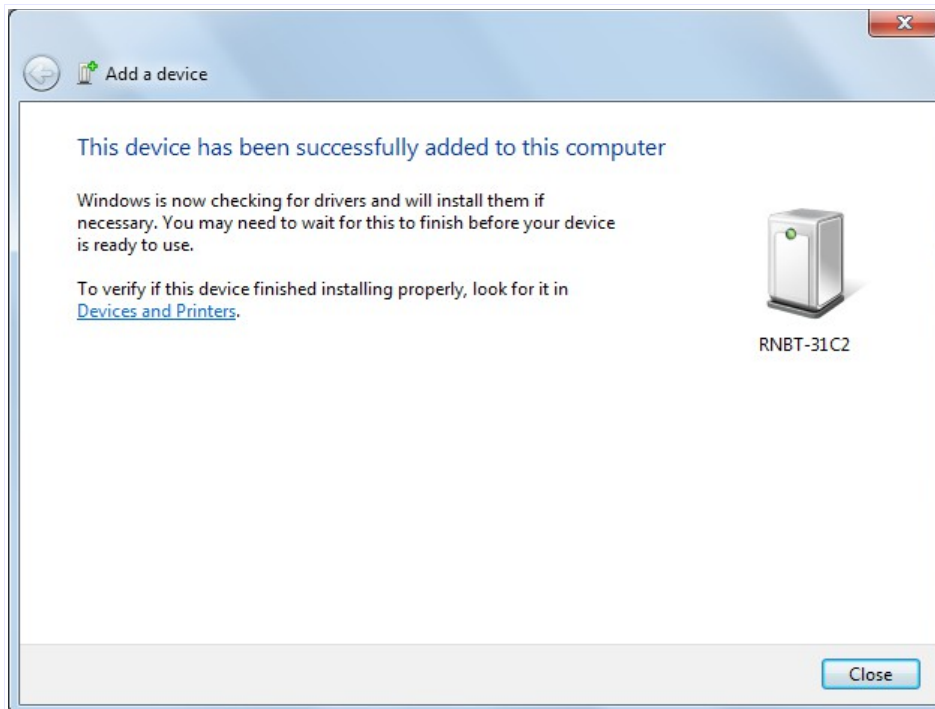 Add a device
This device has been successfully added to this computer
Windows is now checking for drivers and will install them if
necessary. You may need to wait for this to finish before your device
is ready to use.
To verify if this device finished installing properly, look for it in
Devices and Printers.
RNBT-31C2
Close